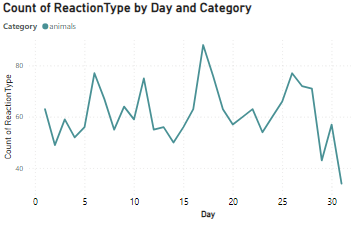 Count of ReactionType by Day and Category
Category animals
Count of ReactionType
80
60
40
0 5 10 15 20 25 30
Day